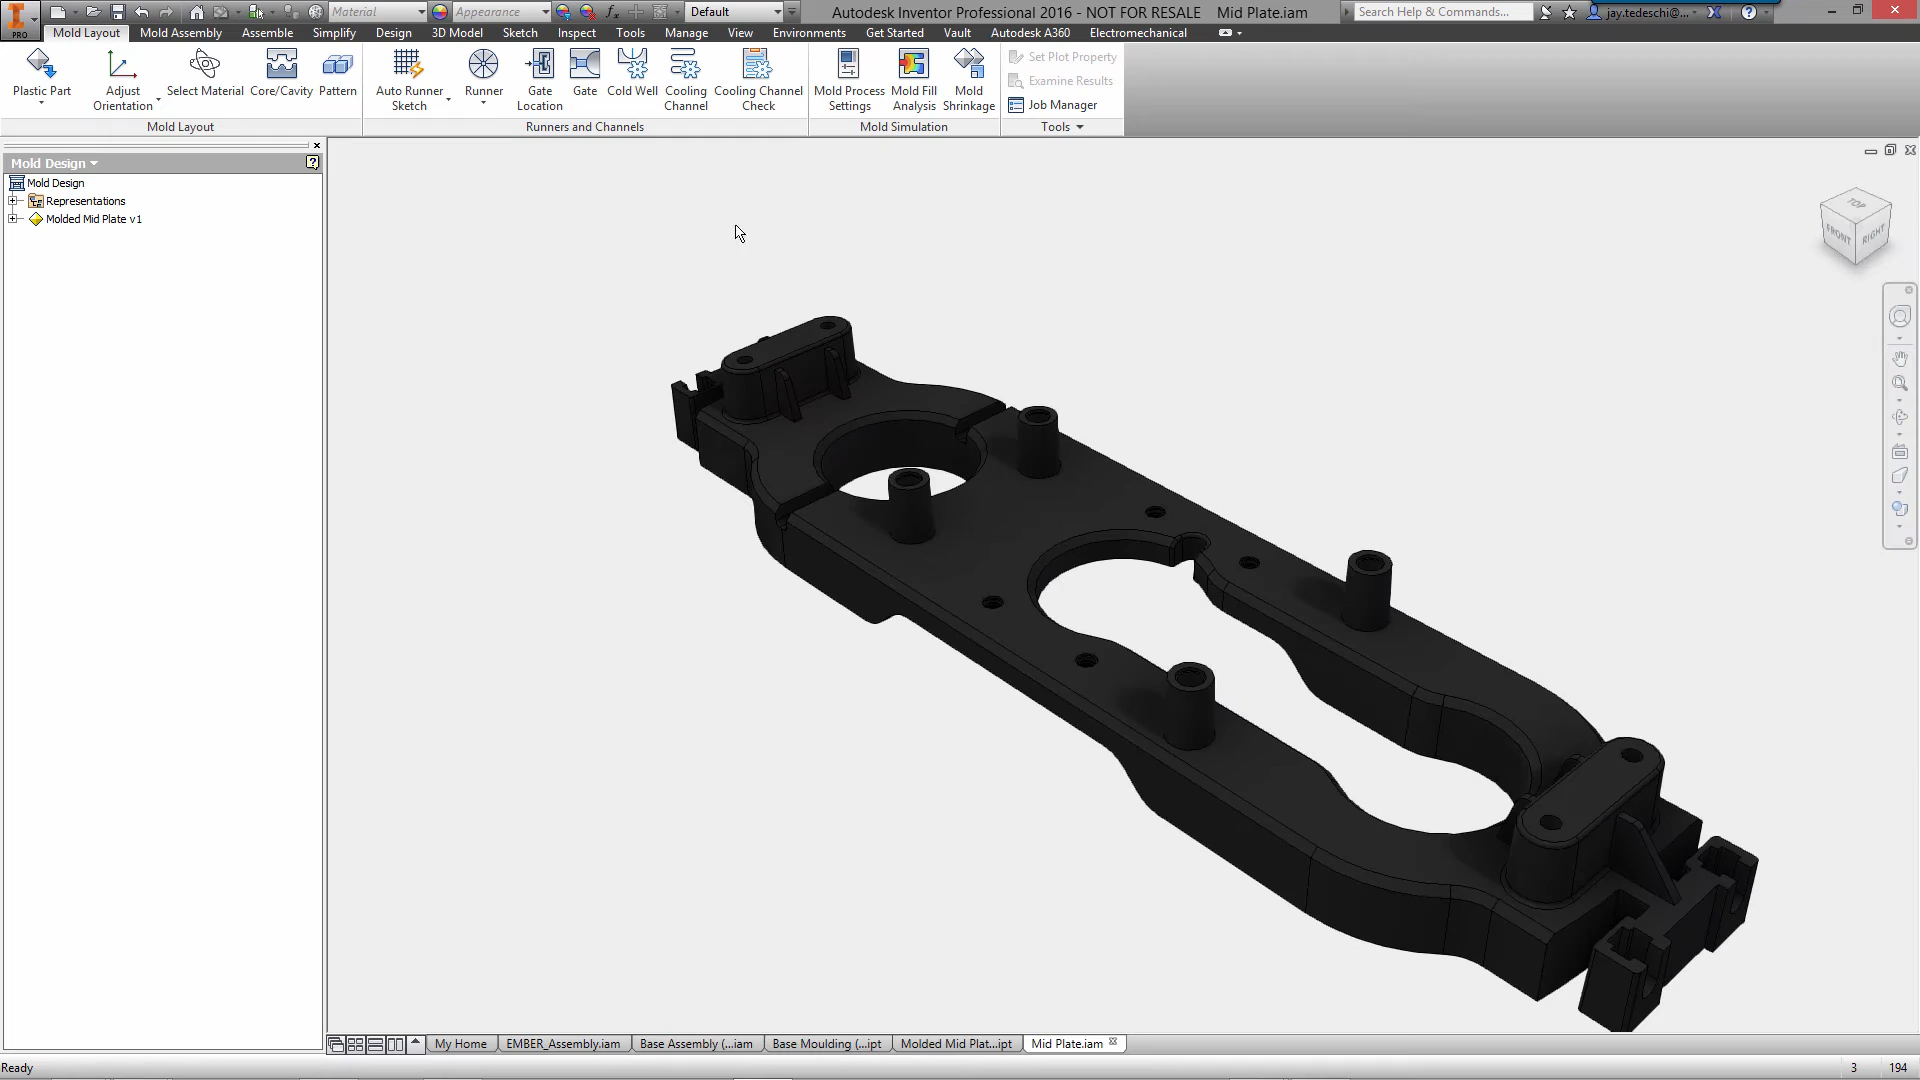 PRO
Material
Appearance
Default
Autodesk Inventor Professional 2016 - NOT FOR RESALE Mid Plate.iam
Search Help & Commands...
jay.tedeschi@...
Mold Layout Mold Assembly Assemble Simplify Design 3D Model Sketch Inspect Tools Manage View Environments Get Started Vault Autodesk A360 Electromechanical
Plastic Part
Adjust
Orientation
Select Material
Core/Cavity
Pattern
Mold Layout
Auto Runner
Sketch
Runner
Gate
Location
Gate
Cold Well
Cooling
Channel
Cooling Channel
Check
Runners and Channels
Mold Process
Settings
Mold Fill
Analysis
Mold
Shrinkage
Mold Simulation
Set Plot Property
Examine Results
Job Manager
Tools
Mold Design
Mold Design
Representations
Molded Mid Plate v1
TOP
FRONT
RIGHT
My Home
EMBER_Assembly.iam
Base Assembly (...iam
Base Moulding (...ipt
Molded Mid Plat...ipt
Mid Plate.iam
Ready
3
194